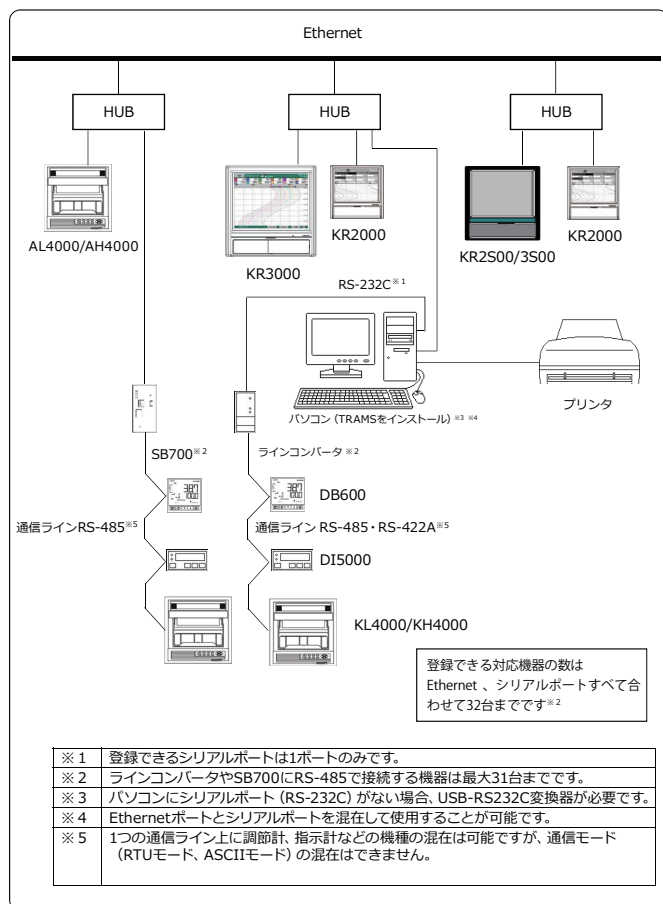 Ethernet
HUB
HUB
HUB
AL4000/AH4000
KR3000
KR2000
KR2S00/3S00
KR2000
RS-232C※1
パソコン（TRAMSをインストール）※3 ※4
プリンタ
SB700※2
ラインコンバータ※2
DB600
通信ラインRS-485※5
通信ライン RS-485・RS-422A※5
DI5000
KL4000/KH4000
登録できる対応機器の数は
Ethernet 、シリアルポートすべて合
わせて32台までです※2
※1 登録できるシリアルポートは1ポートのみです。
※2 ラインコンバータやSB700にRS-485で接続する機器は最大31台までです。
※3 パソコンにシリアルポート（RS-232C）がない場合、USB-RS232C変換器が必要です。
※4 Ethernetポートとシリアルポートを混在して使用することが可能です。
※5 1つの通信ライン上に調節計、指示計などの機種の混在は可能ですが、通信モード
（RTUモード、ASCIIモード）の混在はできません。